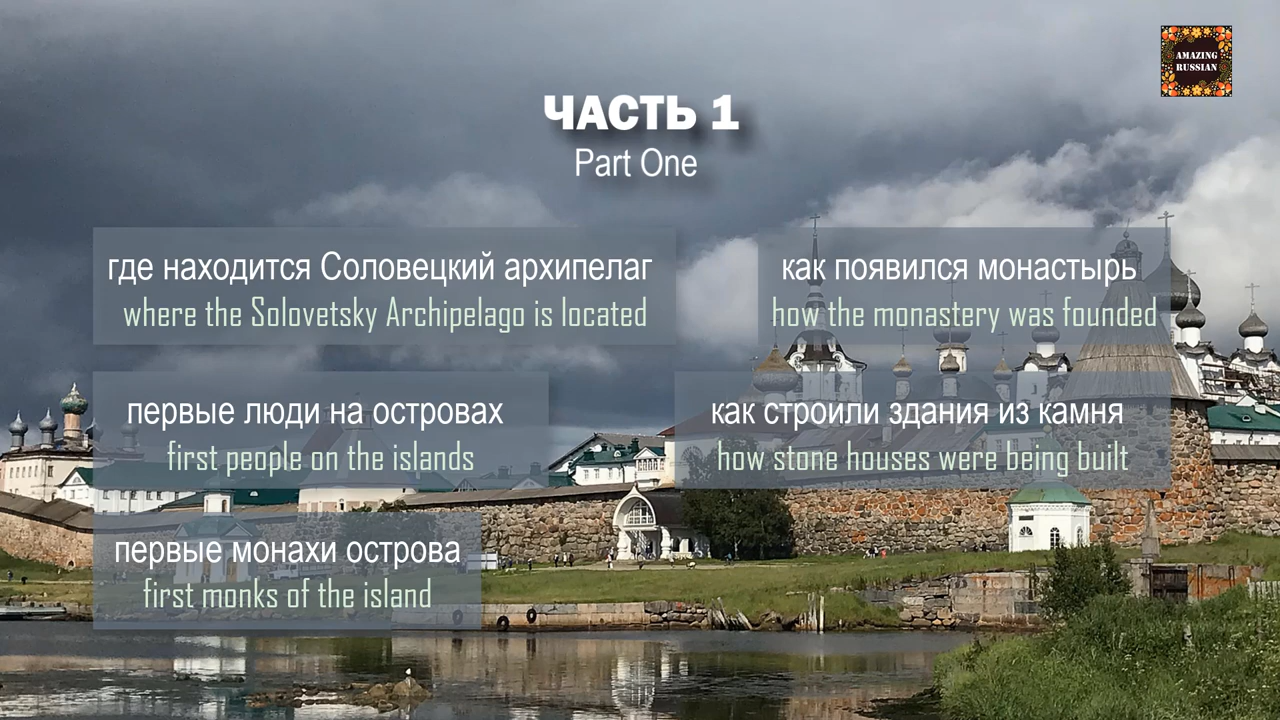 AMAZING
RUSSIAN
ЧАСТЬ 1
Part One
где находится Соловецкий архипелаг
where the Solovetsky Archipelago is located
первые люди на островах
first people on the islands
первые монахи острова
first monks of the island
как появился монастырь
how the monastery was founded
как строили здания из камня
how stone houses were being built